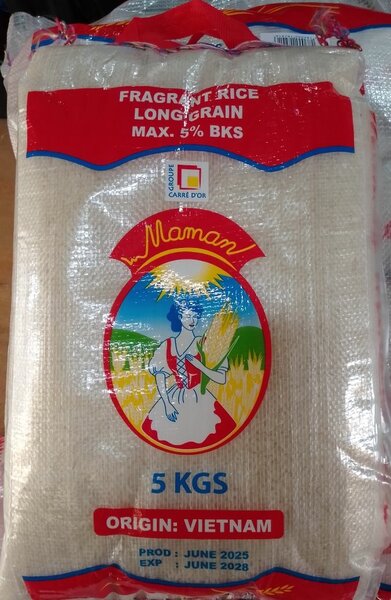 FRAGRANT RICE
LONG GRAIN
MAX. 5% BKS
GROUPE
CARRÉ D'OR
Maman
5 KGS
ORIGIN: VIETNAM
PROD : JUNE 2025
EXP : JUNE 2028